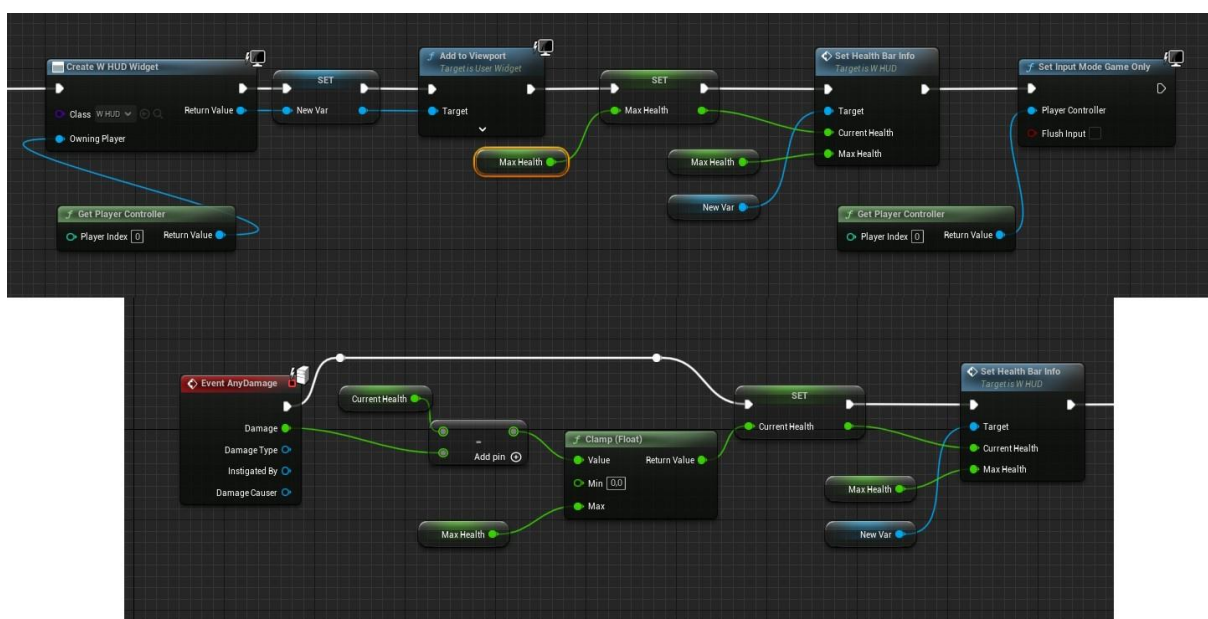 Create W HUD Widget
Class W HUD Return Value
Owning Player
Get Player Controller
Player Index 0 Return Value
SET
New Var
Add to Viewport
Target is User Widget
Target
Max Health
SET
Max Health
Max Health
New Var
Set Health Bar Info
Target is W HUD
Target
Current Health
Max Health
Get Player Controller
Player Index 0 Return Value
Set Input Mode Game Only
Player Controller
Flush Input
Event AnyDamage
Damage
Damage Type
Instigated By
Damage Causer
Current Health
-
Add pin
Max Health
Clamp (Float)
Value Return Value
Min 0,0
Max
SET
Current Health
Max Health
New Var
Set Health Bar Info
Target is W HUD
Target
Current Health
Max Health